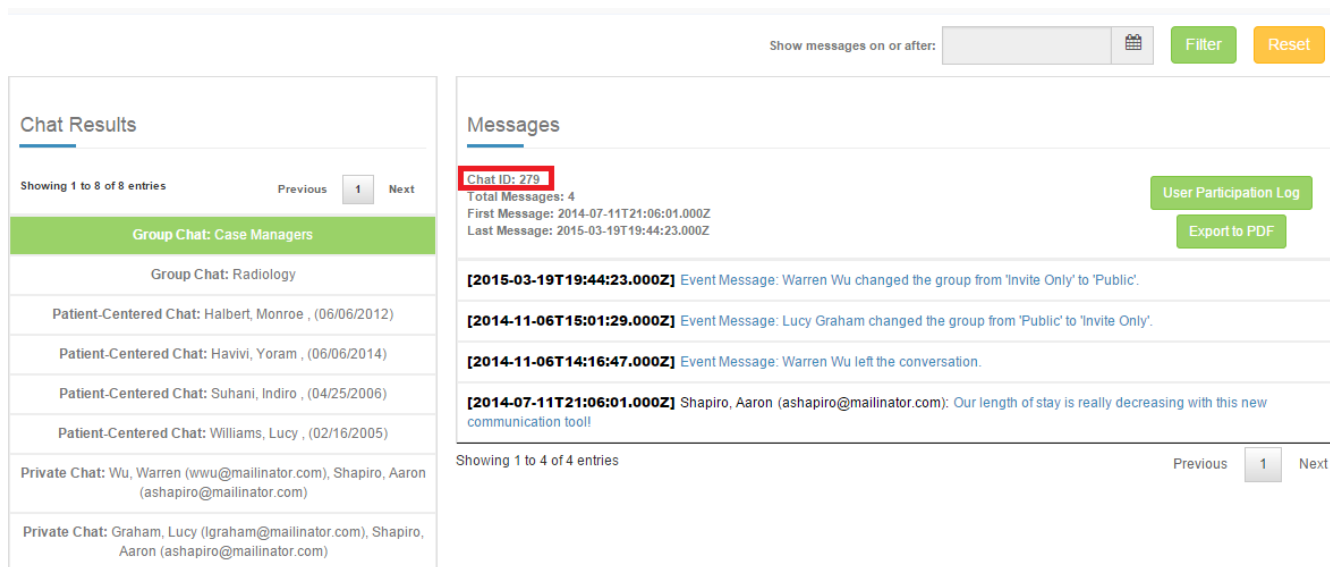 Show messages on or after:
Filter
Reset
Chat Results
Showing 1 to 8 of 8 entries
Previous 1 Next
Group Chat: Case Managers
Group Chat: Radiology
Patient-Centered Chat: Halbert, Monroe , (06/06/2012)
Patient-Centered Chat: Havivi, Yoram , (06/06/2014)
Patient-Centered Chat: Suhani, Indiro , (04/25/2006)
Patient-Centered Chat: Williams, Lucy , (02/16/2005)
Private Chat: Wu, Warren (wwu@mailinator.com), Shapiro, Aaron
(ashapiro@mailinator.com)
Private Chat: Graham, Lucy (lgraham@mailinator.com), Shapiro,
Aaron (ashapiro@mailinator.com)
Messages
Chat ID: 279
Total Messages: 4
First Message: 2014-07-11T21:06:01.000Z
Last Message: 2015-03-19T19:44:23.000Z
User Participation Log
Export to PDF
[2015-03-19T19:44:23.000Z] Event Message: Warren Wu changed the group from 'Invite Only' to 'Public'.
[2014-11-06T15:01:29.000Z] Event Message: Lucy Graham changed the group from 'Public' to 'Invite Only'.
[2014-11-06T14:16:47.000Z] Event Message: Warren Wu left the conversation.
[2014-07-11T21:06:01.000Z] Shapiro, Aaron (ashapiro@mailinator.com): Our length of stay is really decreasing with this new
communication tool!
Showing 1 to 4 of 4 entries
Previous 1 Next